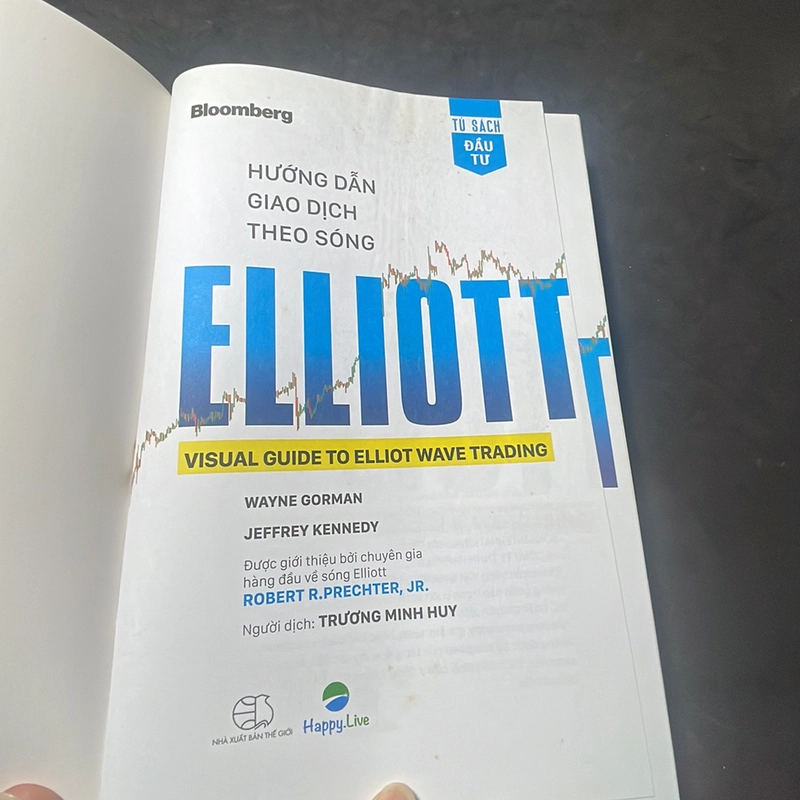 Bloomberg
TỦ SÁCH
ĐẦU
TƯ
HƯỚNG DẪN
GIAO DỊCH
THEO SÓNG
ELLIOTT
T
VISUAL GUIDE TO ELLIOT WAVE TRADING
WAYNE GORMAN
JEFFREY KENNEDY
Được giới thiệu bởi chuyên gia
hàng đầu về sóng Elliott
ROBERT R.PRECHTER, JR.
Người dịch: TRƯƠNG MINH HUY
NHÀ XUẤT BẢN THẾ GIỚI
Happy.Live